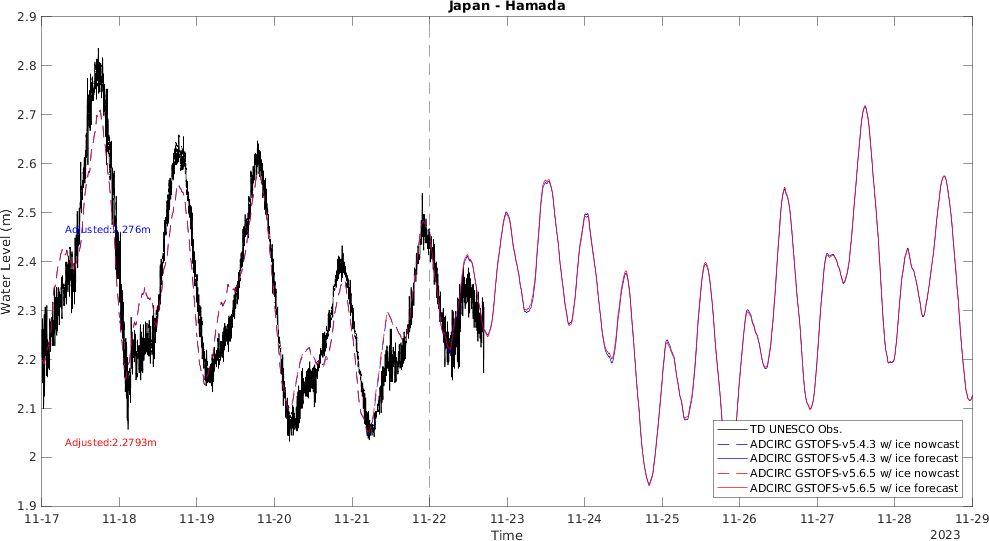 Japan - Hamada
2.9
2.8
2.7
2.6
2.5
2.4
2.3
2.2
2.1
2
1.9
Water Level (m)
Adjusted:2.276m
Adjusted:2.2793m
TD UNESCO Obs.
ADCIRC GSTOFS-v5.4.3 w/ ice nowcast
ADCIRC GSTOFS-v5.4.3 w/ ice forecast
ADCIRC GSTOFS-v5.6.5 w/ ice nowcast
ADCIRC GSTOFS-v5.6.5 w/ ice forecast
11-17 11-18 11-19 11-20 11-21 11-22 11-23 11-24 11-25 11-26 11-27 11-28 11-29
Time
2023